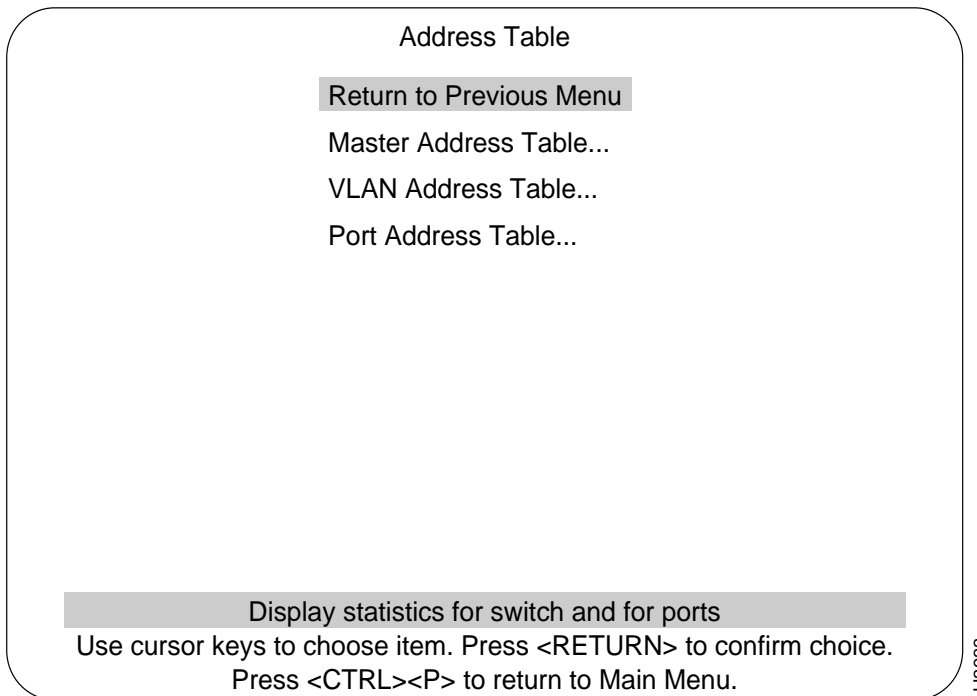 Address Table
Return to Previous Menu
Master Address Table...
VLAN Address Table...
Port Address Table...
Display statistics for switch and for ports
Use cursor keys to choose item. Press <RETURN> to confirm choice.
Press <CTRL><P> to return to Main Menu.